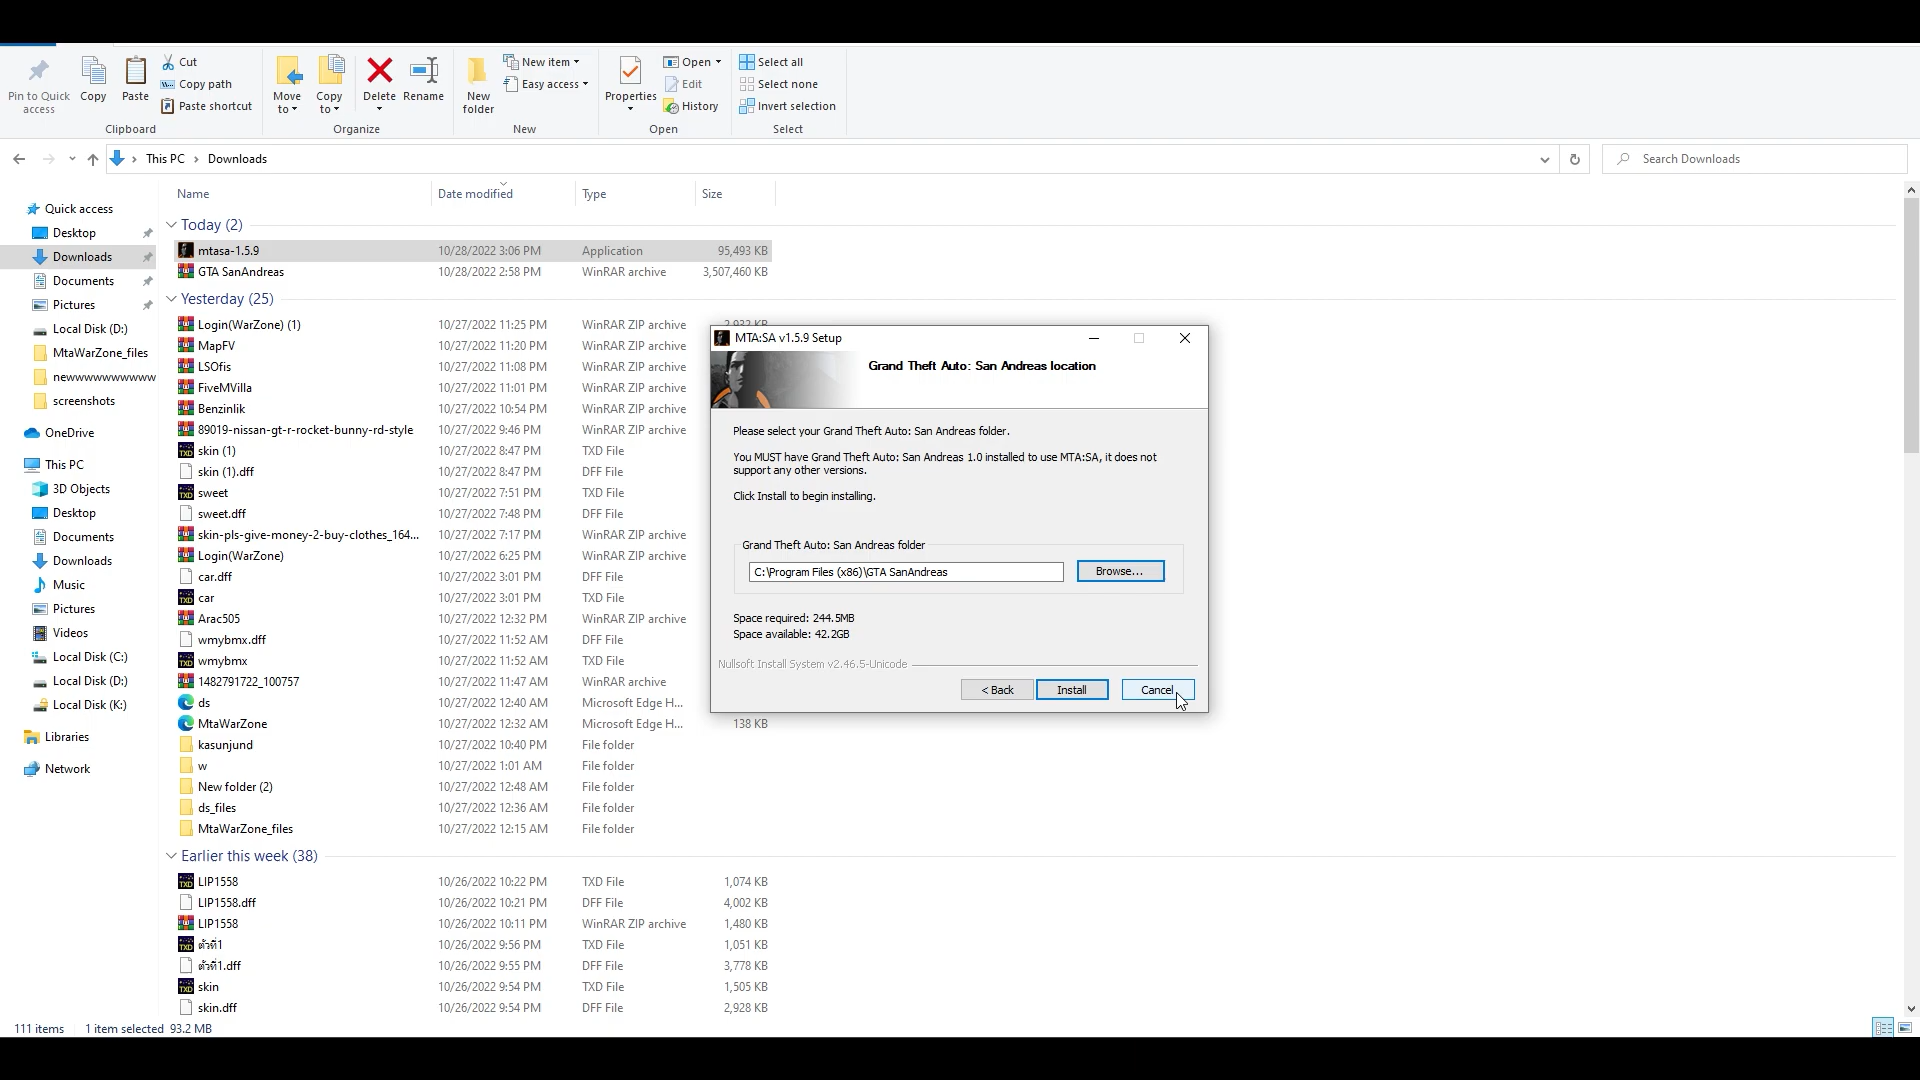 Pin to Quick access
Copy
Paste
Cut
Copy path
Paste shortcut
Clipboard
Move to
Copy to
Delete
Rename
Organize
New folder
New item
Easy access
New
Properties
Open
Edit
History
Open
Select all
Select none
Invert selection
Select
This PC > Downloads
Search Downloads
Name Date modified Type Size
Quick access
Desktop
Downloads
Documents
Pictures
Local Disk (D:)
MtaWarZone_files
newwwwwwwwww
screenshots
OneDrive
This PC
3D Objects
Desktop
Documents
Downloads
Music
Pictures
Videos
Local Disk (C:)
Local Disk (D:)
Local Disk (K:)
Libraries
Network
Today (2)
mtasa-1.5.9 10/28/2022 3:06 PM Application 95,493 KB
GTA SanAndreas 10/28/2022 2:58 PM WinRAR archive 3,507,460 KB
Yesterday (25)
Login(WarZone) (1) 10/27/2022 11:25 PM WinRAR ZIP archive 2,932 KB
MapFV 10/27/2022 11:20 PM WinRAR ZIP archive
LSOfis 10/27/2022 11:08 PM WinRAR ZIP archive
FiveMVilla 10/27/2022 11:01 PM WinRAR ZIP archive
Benzinlik 10/27/2022 10:54 PM WinRAR ZIP archive
89019-nissan-gt-r-rocket-bunny-rd-style 10/27/2022 9:46 PM WinRAR ZIP archive
skin (1) 10/27/2022 8:47 PM TXD File
skin (1).dff 10/27/2022 8:47 PM DFF File
sweet 10/27/2022 7:51 PM TXD File
sweet.dff 10/27/2022 7:48 PM DFF File
skin-pls-give-money-2-buy-clothes_164... 10/27/2022 7:17 PM WinRAR ZIP archive
Login(WarZone) 10/27/2022 6:25 PM WinRAR ZIP archive
car.dff 10/27/2022 3:01 PM DFF File
car 10/27/2022 3:01 PM TXD File
Arac505 10/27/2022 12:32 PM WinRAR ZIP archive
wmybmx.dff 10/27/2022 11:52 AM DFF File
wmybmx 10/27/2022 11:52 AM TXD File
1482791722_100757 10/27/2022 11:47 AM WinRAR archive
ds 10/27/2022 12:40 AM Microsoft Edge H...
MtaWarZone 10/27/2022 12:32 AM Microsoft Edge H... 138 KB
kasunjund 10/27/2022 10:40 PM File folder
w 10/27/2022 1:01 AM File folder
New folder (2) 10/27/2022 12:48 AM File folder
ds_files 10/27/2022 12:36 AM File folder
MtaWarZone_files 10/27/2022 12:15 AM File folder
Earlier this week (38)
LIP1558 10/26/2022 10:22 PM TXD File 1,074 KB
LIP1558.dff 10/26/2022 10:21 PM DFF File 4,002 KB
LIP1558 10/26/2022 10:11 PM WinRAR ZIP archive 1,480 KB
ตัวที่1 10/26/2022 9:56 PM TXD File 1,051 KB
ตัวที่1.dff 10/26/2022 9:55 PM DFF File 3,778 KB
skin 10/26/2022 9:54 PM TXD File 1,505 KB
skin.dff 10/26/2022 9:54 PM DFF File 2,928 KB
MTA:SA v1.5.9 Setup
Grand Theft Auto: San Andreas location
Please select your Grand Theft Auto: San Andreas folder.
You MUST have Grand Theft Auto: San Andreas 1.0 installed to use MTA:SA, it does not
support any other versions.
Click Install to begin installing.
Grand Theft Auto: San Andreas folder
C:\Program Files (x86)\GTA SanAndreas
Browse...
Space required: 244.5MB
Space available: 42.2GB
Nullsoft Install System v2.46.5-Unicode
< Back
Install
Cancel
111 items 1 item selected 93.2 MB